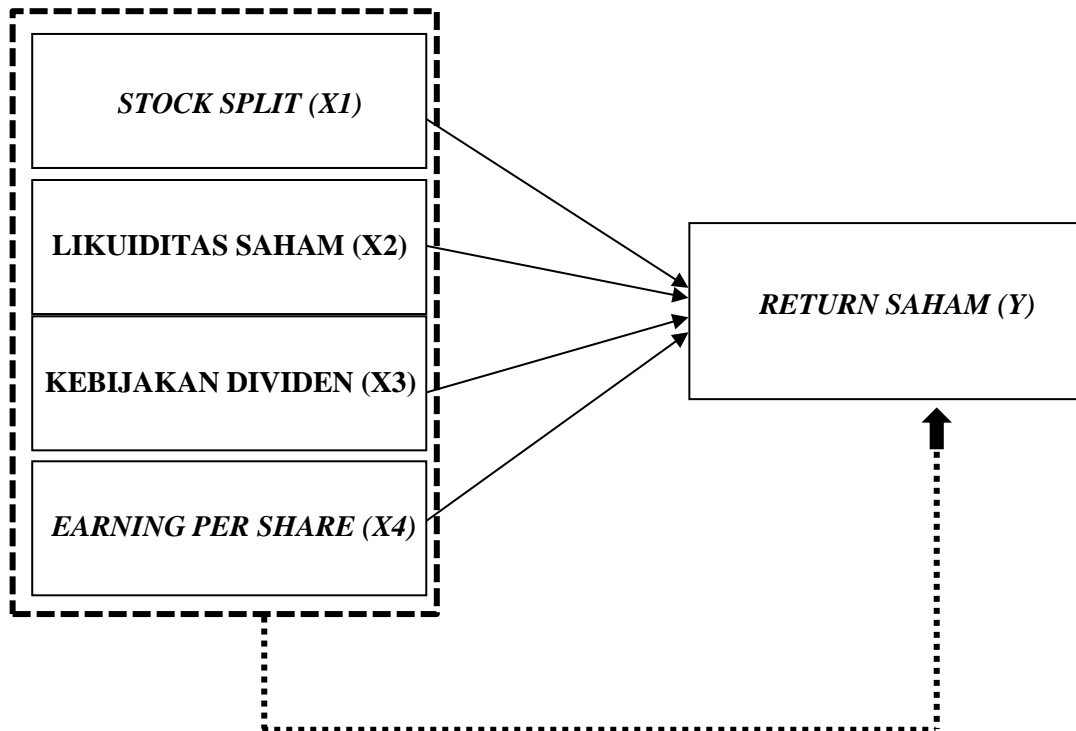 STOCK SPLIT (X1)
LIKUIDITAS SAHAM (X2)
KEBIJAKAN DIVIDEN (X3)
EARNING PER SHARE (X4)
RETURN SAHAM (Y)